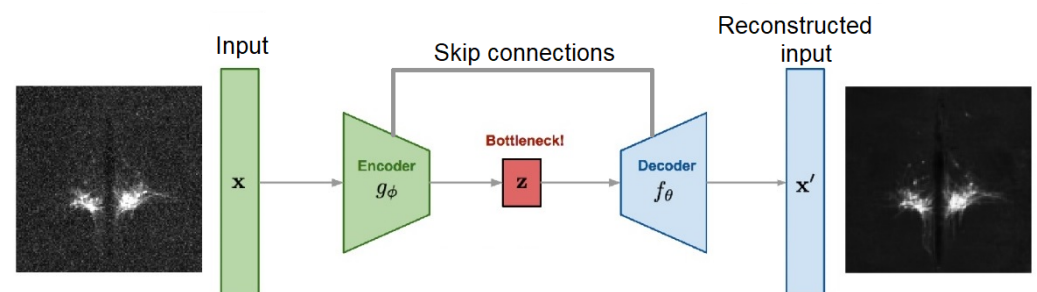 Input
Skip connections
Reconstructed
input
Bottleneck!
Encoder
gϕ
x
z
Decoder
fθ
x′